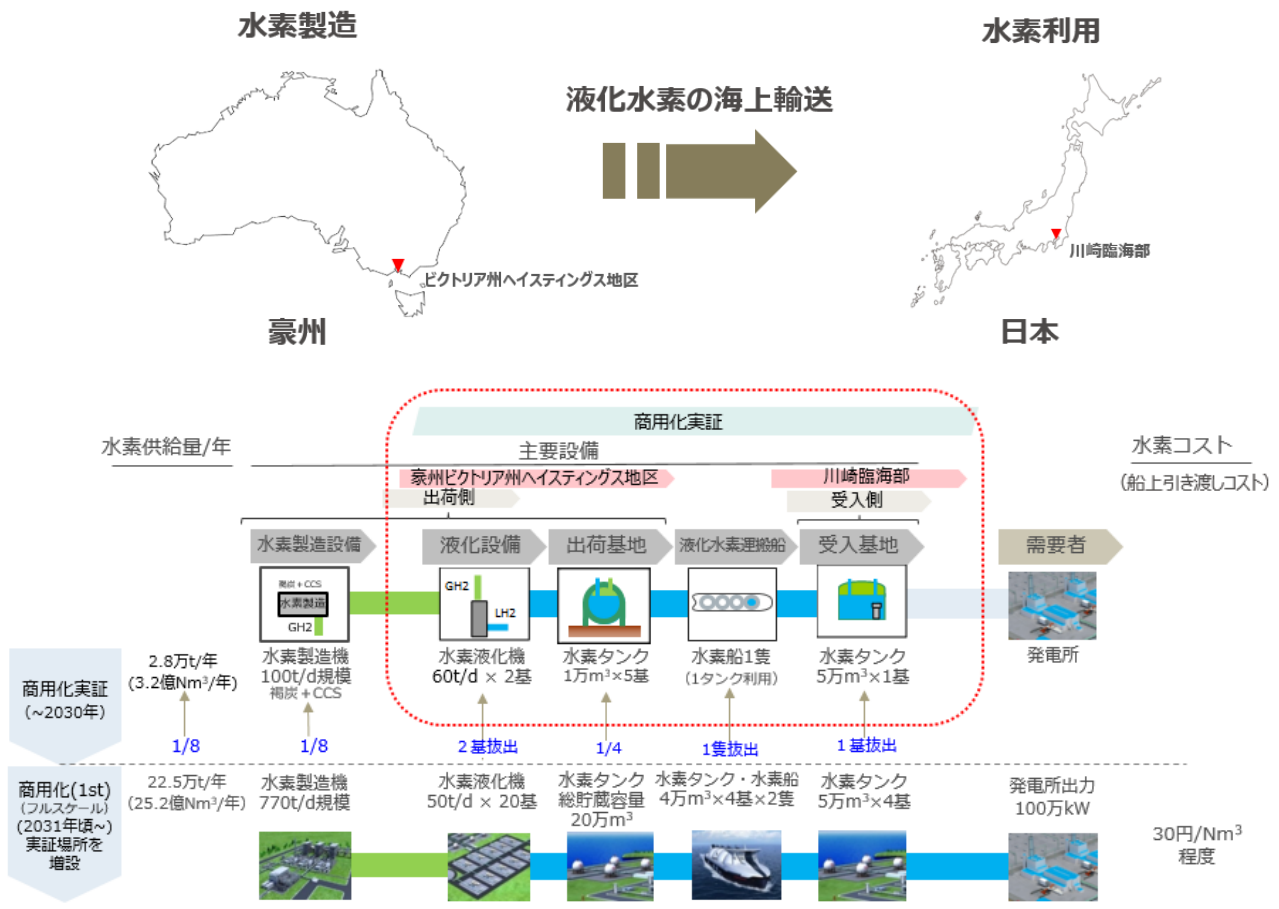 水素製造
水素利用
液化水素の海上輸送
川崎臨海部
ビクトリア州ヘイスティングス地区
豪州
日本
商用化実証
水素供給量/年
主要設備
水素コスト
(船上引き渡しコスト)
豪州ビクトリア州ヘイスティングス地区
川崎臨海部
出荷側
受入側
水素製造設備
液化設備
出荷基地
液化水素運搬船
受入基地
需要者
褐炭+CCS
水素製造
GH2
GH2
LH2
商用化実証
(~2030年)
2.8万t/年
(3.2億Nm³/年)
水素製造機
100t/d規模
褐炭+CCS
水素液化機
60t/d × 2基
水素タンク
1万m³×5基
水素船1隻
(1タンク利用)
水素タンク
5万m³×1基
発電所
1/8
1/8
2基抜出
1/4
1隻抜出
1基抜出
商用化(1st)
(フルスケール)
(2031年頃~)
実証場所を
増設
22.5万t/年
(25.2億Nm³/年)
水素製造機
770t/d規模
水素液化機
50t/d × 20基
水素タンク
総貯蔵容量
20万m³
水素タンク・水素船
4万m³×4基×2隻
水素タンク
5万m³×4基
発電所出力
100万kW
30円/Nm³
程度